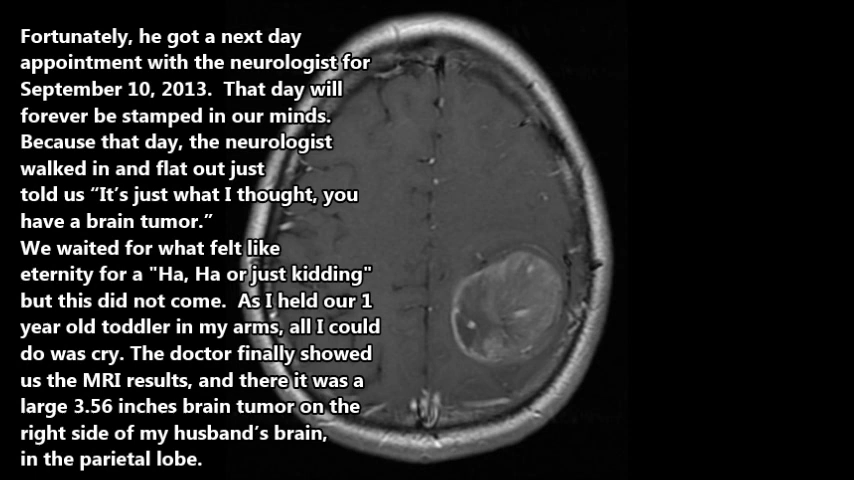 Fortunately, he got a next day
appointment with the neurologist for
September 10, 2013.  That day will
forever be stamped in our minds.
Because that day, the neurologist
walked in and flat out just
told us “It’s just what I thought, you
have a brain tumor.”
We waited for what felt like
eternity for a "Ha, Ha or just kidding"
but this did not come.  As I held our 1
year old toddler in my arms, all I could
do was cry. The doctor finally showed
us the MRI results, and there it was a
large 3.56 inches brain tumor on the
right side of my husband’s brain,
in the parietal lobe.